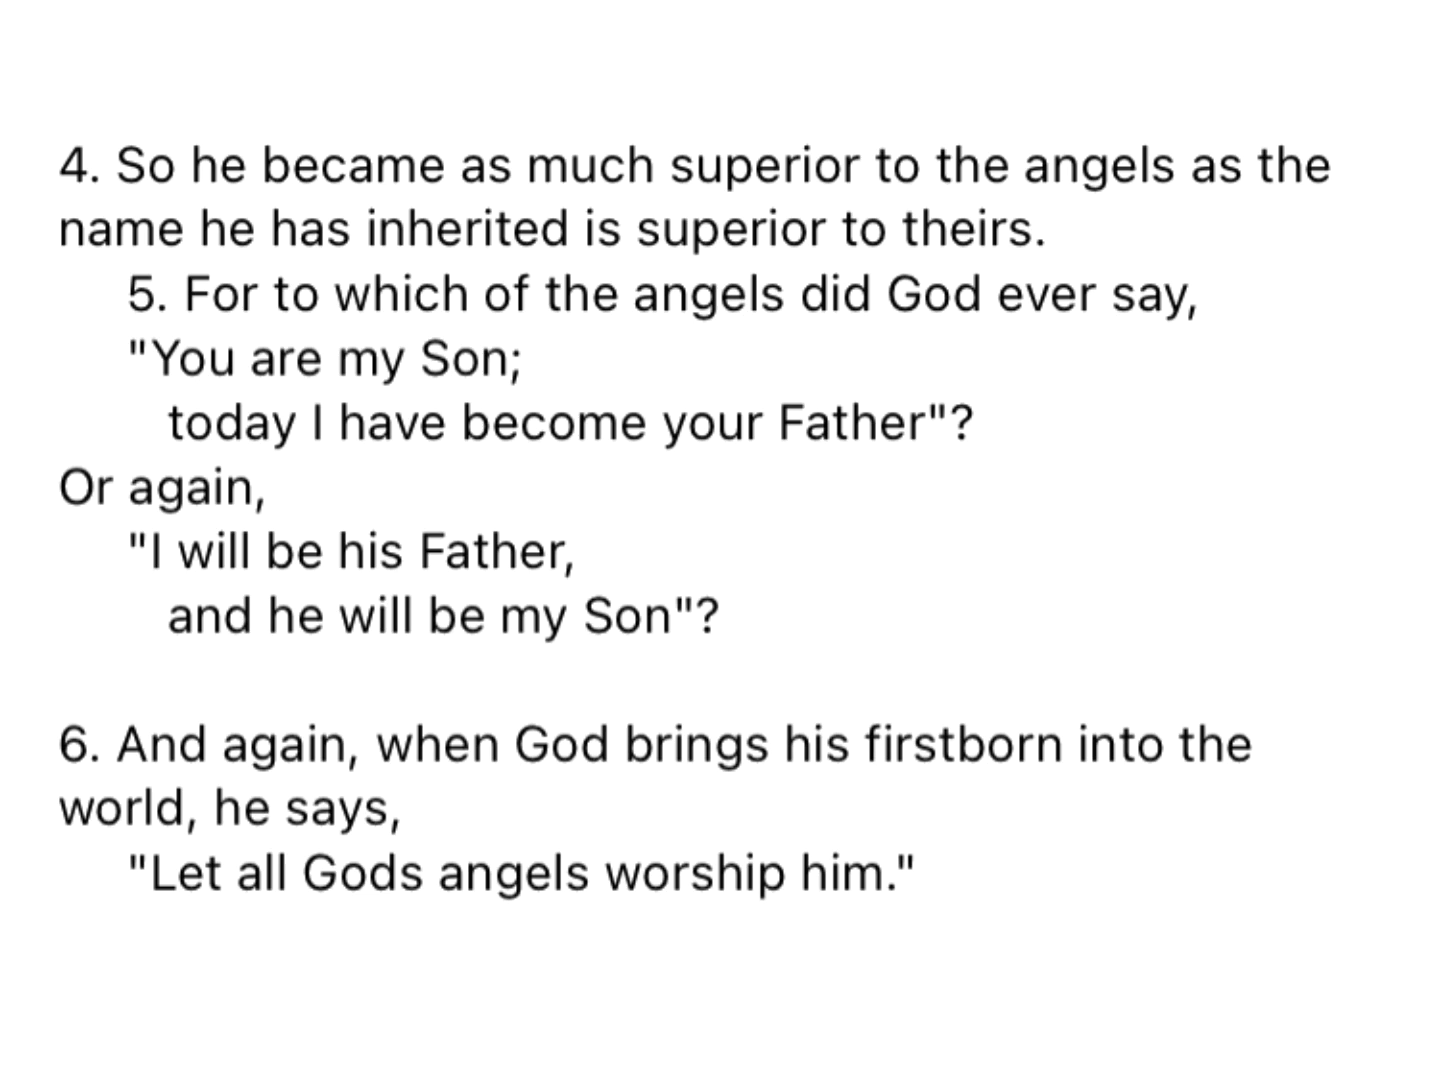 4. So he became as much superior to the angels as the
name he has inherited is superior to theirs.
5. For to which of the angels did God ever say,
"You are my Son;
today I have become your Father"?
Or again,
"I will be his Father,
and he will be my Son"?
6. And again, when God brings his firstborn into the
world, he says,
"Let all Gods angels worship him."